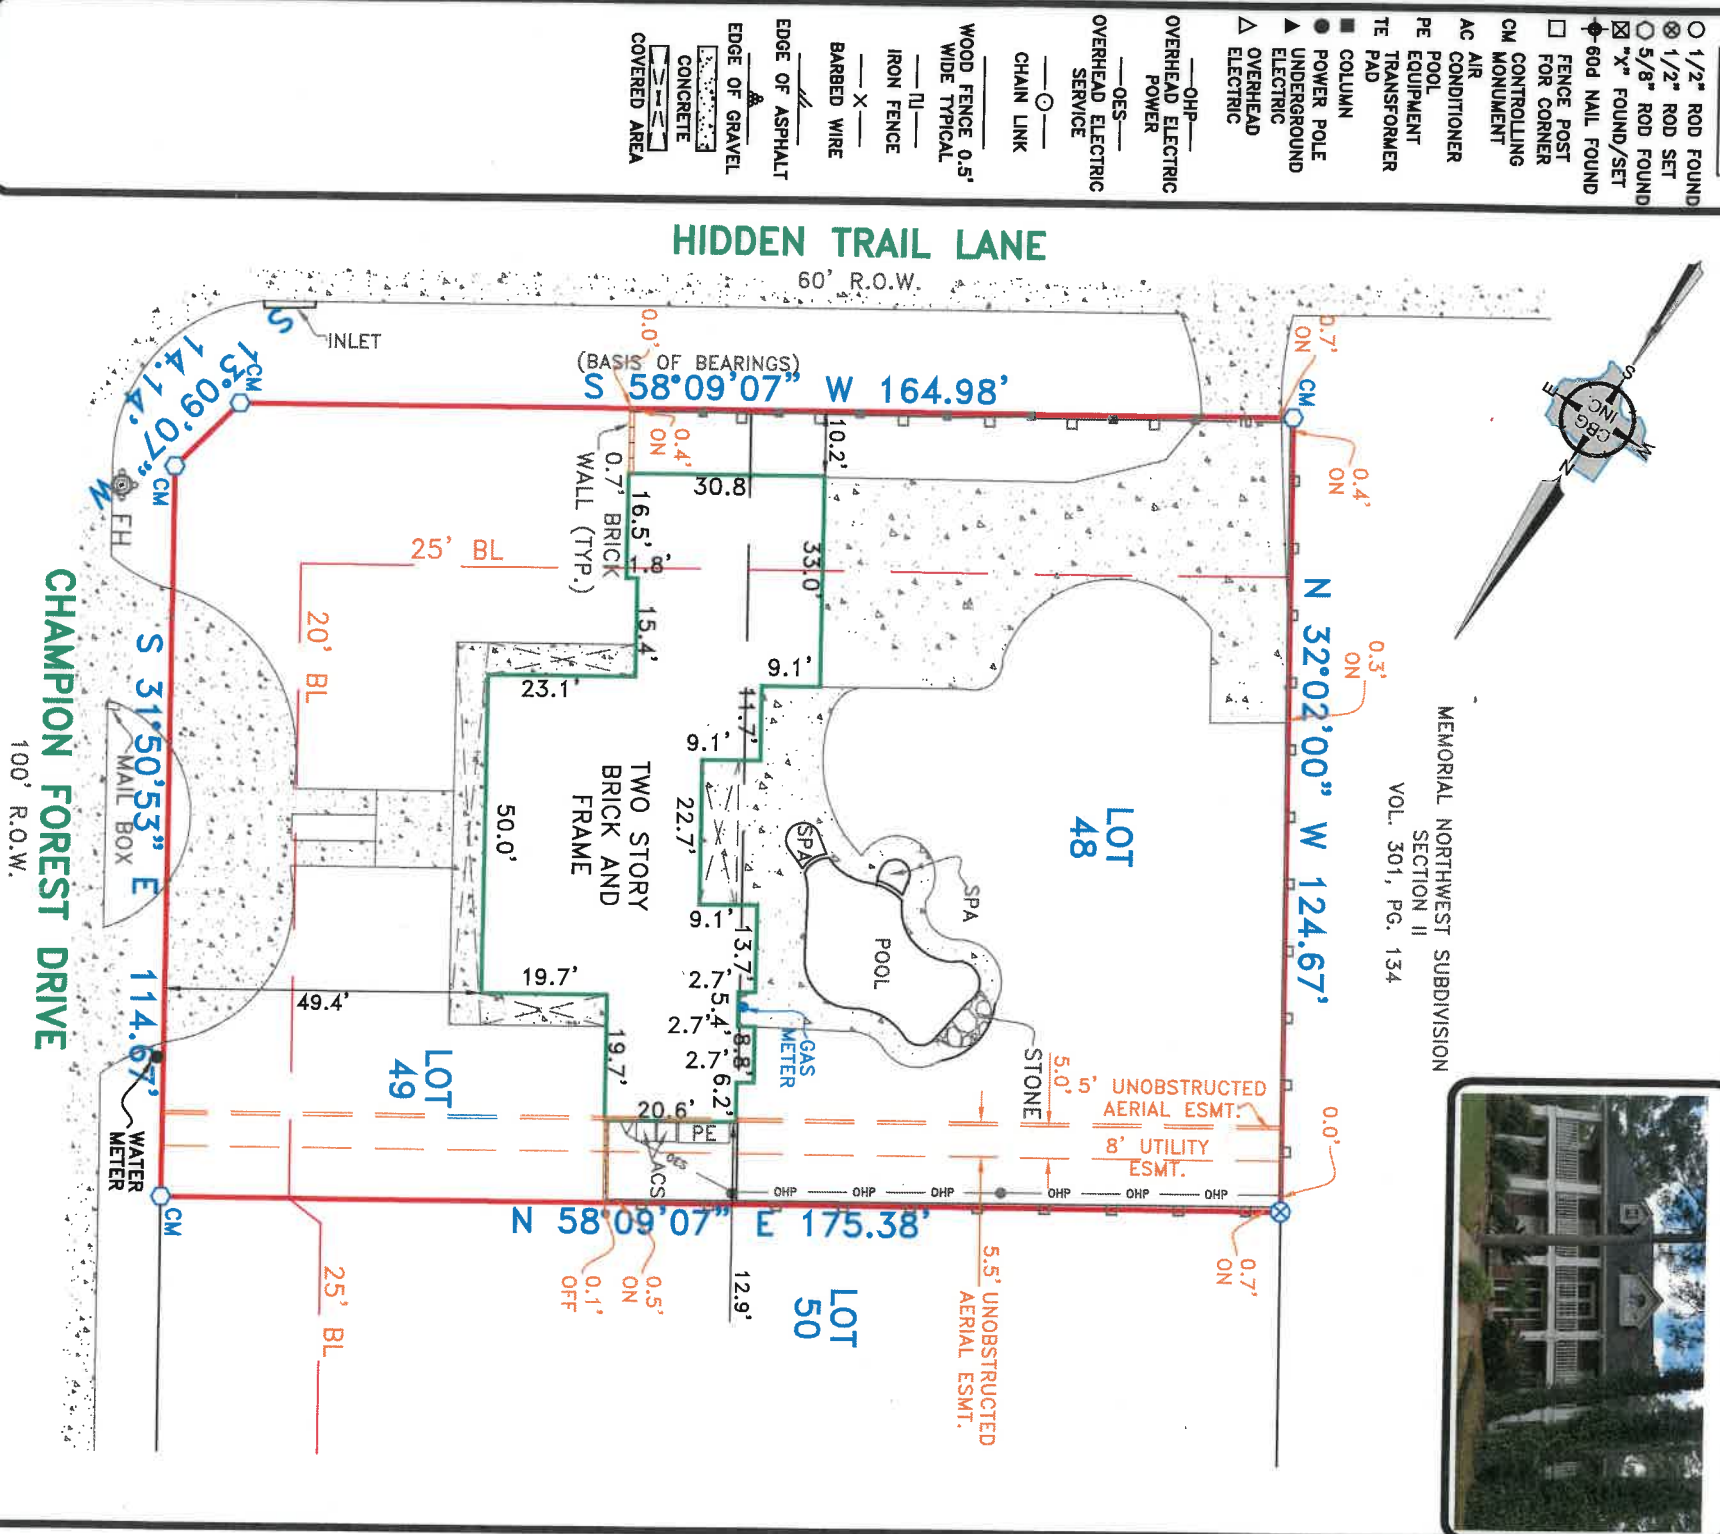 1/2" ROD FOUND
1/2" ROD SET
5/8" ROD FOUND
"X" FOUND/SET
60d NAIL FOUND
FENCE POST
FOR CORNER
CM CONTROLLING
MONUMENT
AC AIR
CONDITIONER
PE POOL
EQUIPMENT
TE TRANSFORMER
PAD
COLUMN
POWER POLE
UNDERGROUND
ELECTRIC
OVERHEAD
ELECTRIC
OHP
OVERHEAD ELECTRIC
POWER
OES
OVERHEAD ELECTRIC
SERVICE
CHAIN LINK
WOOD FENCE 0.5'
WIDE TYPICAL
IRON FENCE
BARBED WIRE
EDGE OF ASPHALT
EDGE OF GRAVEL
CONCRETE
COVERED AREA
HIDDEN TRAIL LANE
60' R.O.W.
INLET
(BASIS OF BEARINGS)
S 58°09'07" W 164.98'
CM
0.7'
ON
0.0'
0.4'
ON
0.4'
ON
0.3'
ON
CBG
INC
S
W
N
E
S 13°09'07" W
14.14'
CM
CM
FH
N 32°02'00" W 124.67'
MEMORIAL NORTHWEST SUBDIVISION
SECTION II
VOL. 301, PG. 134
10.2'
30.8
33.0'
16.5'
1.8'
15.4'
0.7' BRICK
WALL (TYP.)
25' BL
20' BL
23.1'
9.1'
11.7'
9.1'
22.7'
50.0'
TWO STORY
BRICK AND
FRAME
LOT
48
SPA
SPA
POOL
STONE
9.1'
13.7'
2.7'
5.4'
2.7'
8.8'
2.7'
6.2'
GAS
METER
19.7'
19.7'
49.4'
20.6'
PE
ACS
OES
LOT
49
MAIL BOX
S 31°50'53" E 114.67'
CHAMPION FOREST DRIVE
100' R.O.W.
WATER
METER
CM
5.0'
5' UNOBSTRUCTED
AERIAL ESMT.
8' UTILITY
ESMT.
0.0'
OHP OHP OHP OHP OHP OHP
N 58°09'07" E 175.38'
0.7'
ON
0.5'
ON
0.1'
OFF
12.9'
5.5' UNOBSTRUCTED
AERIAL ESMT.
LOT
50
25' BL